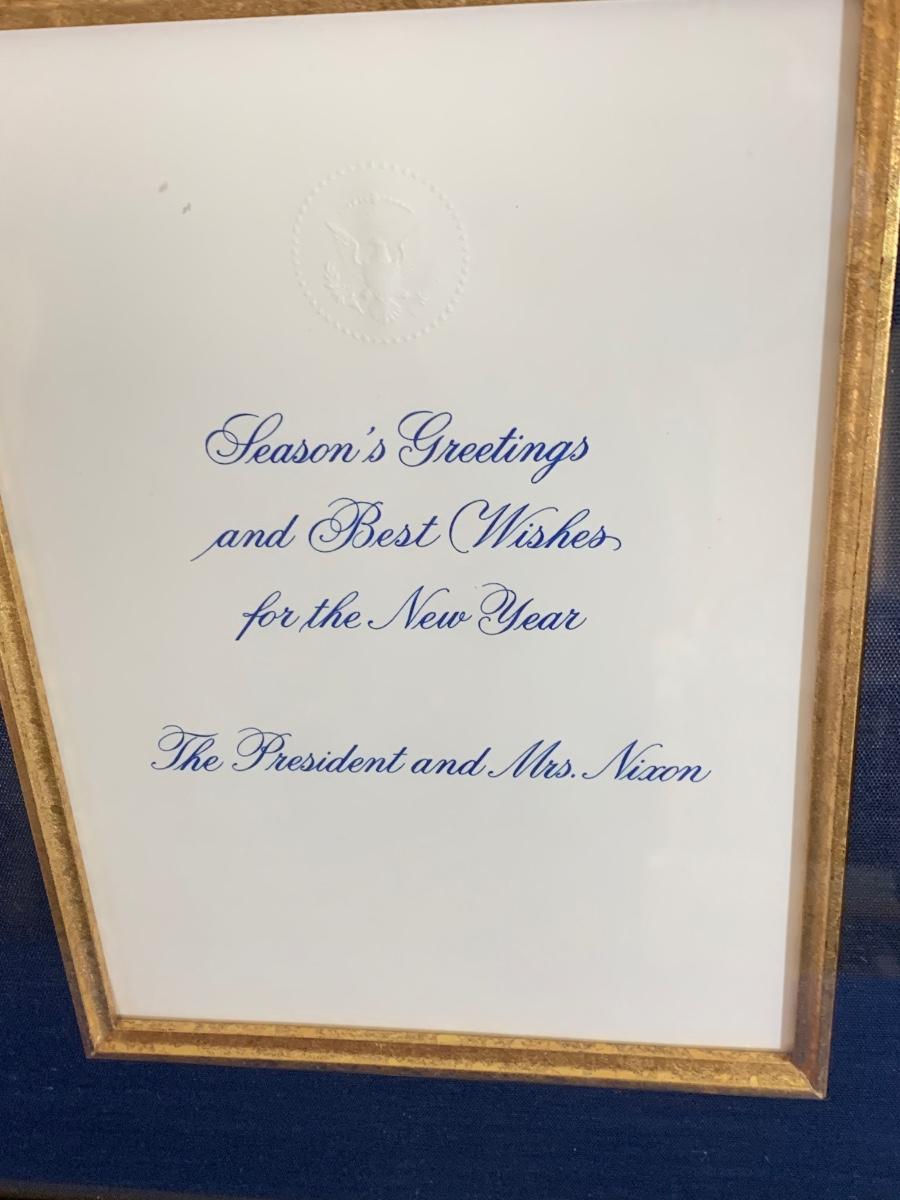 Season's Greetings
and Best Wishes
for the New Year
The President and Mrs. Nixon